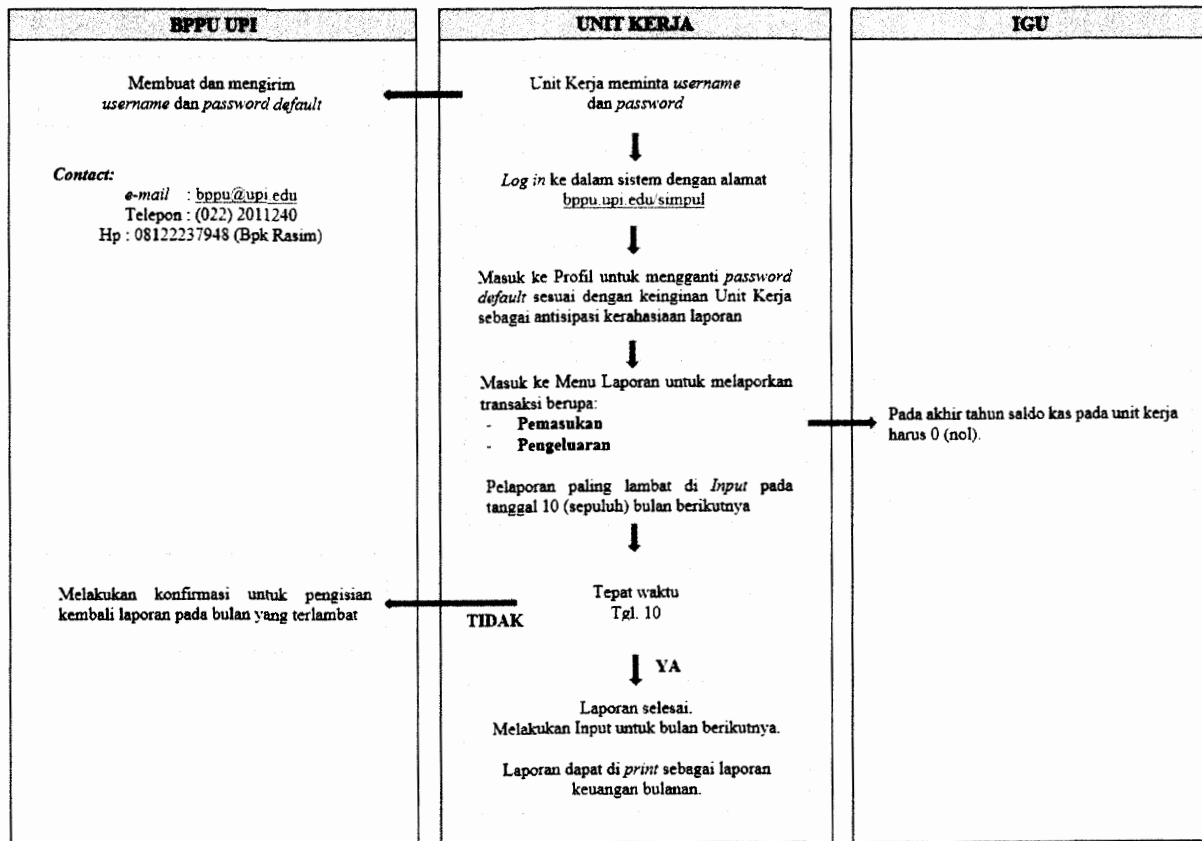 BPPU UPI
Membuat dan mengirim
username dan password default
Contact:
e-mail : bppu@upi.edu
Telepon : (022) 2011240
Hp : 08122237948 (Bpk Rasim)
Melakukan konfirmasi untuk pengisian
kembali laporan pada bulan yang terlambat
UNIT KERJA
Unit Kerja meminta username
dan password
Log in ke dalam sistem dengan alamat
bppu.upi.edu/simpul
Masuk ke Profil untuk mengganti password
default sesuai dengan keinginan Unit Kerja
sebagai antisipasi kerahasiaan laporan
Masuk ke Menu Laporan untuk melaporkan
transaksi berupa:
- Pemasukan
- Pengeluaran
Pelaporan paling lambat di Input pada
tanggal 10 (sepuluh) bulan berikutnya
Tepat waktu
Tgl. 10
TIDAK
YA
Laporan selesai.
Melakukan Input untuk bulan berikutnya.
Laporan dapat di print sebagai laporan
keuangan bulanan.
IGU
Pada akhir tahun saldo kas pada unit kerja
harus 0 (nol).